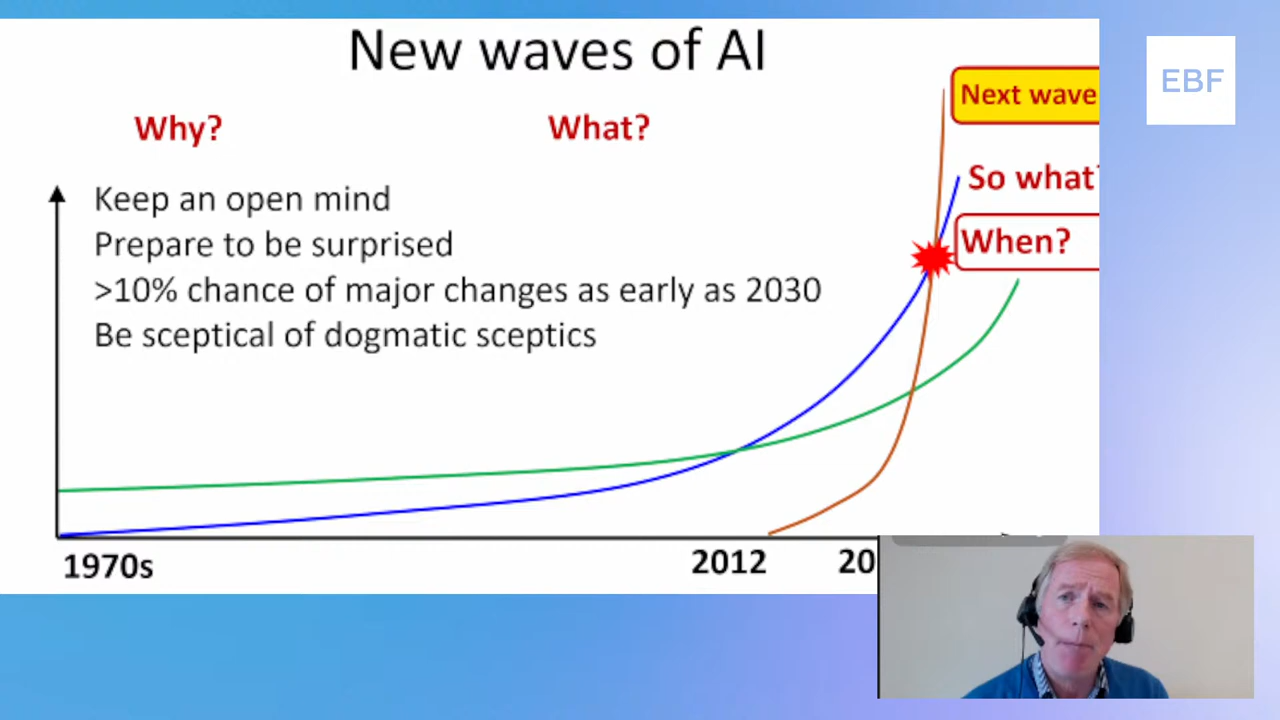 New waves of AI
EBF
Next wave
Why?
What?
So what?
Keep an open mind
Prepare to be surprised
When?
>10% chance of major changes as early as 2030
Be sceptical of dogmatic sceptics
1970s
2012
20